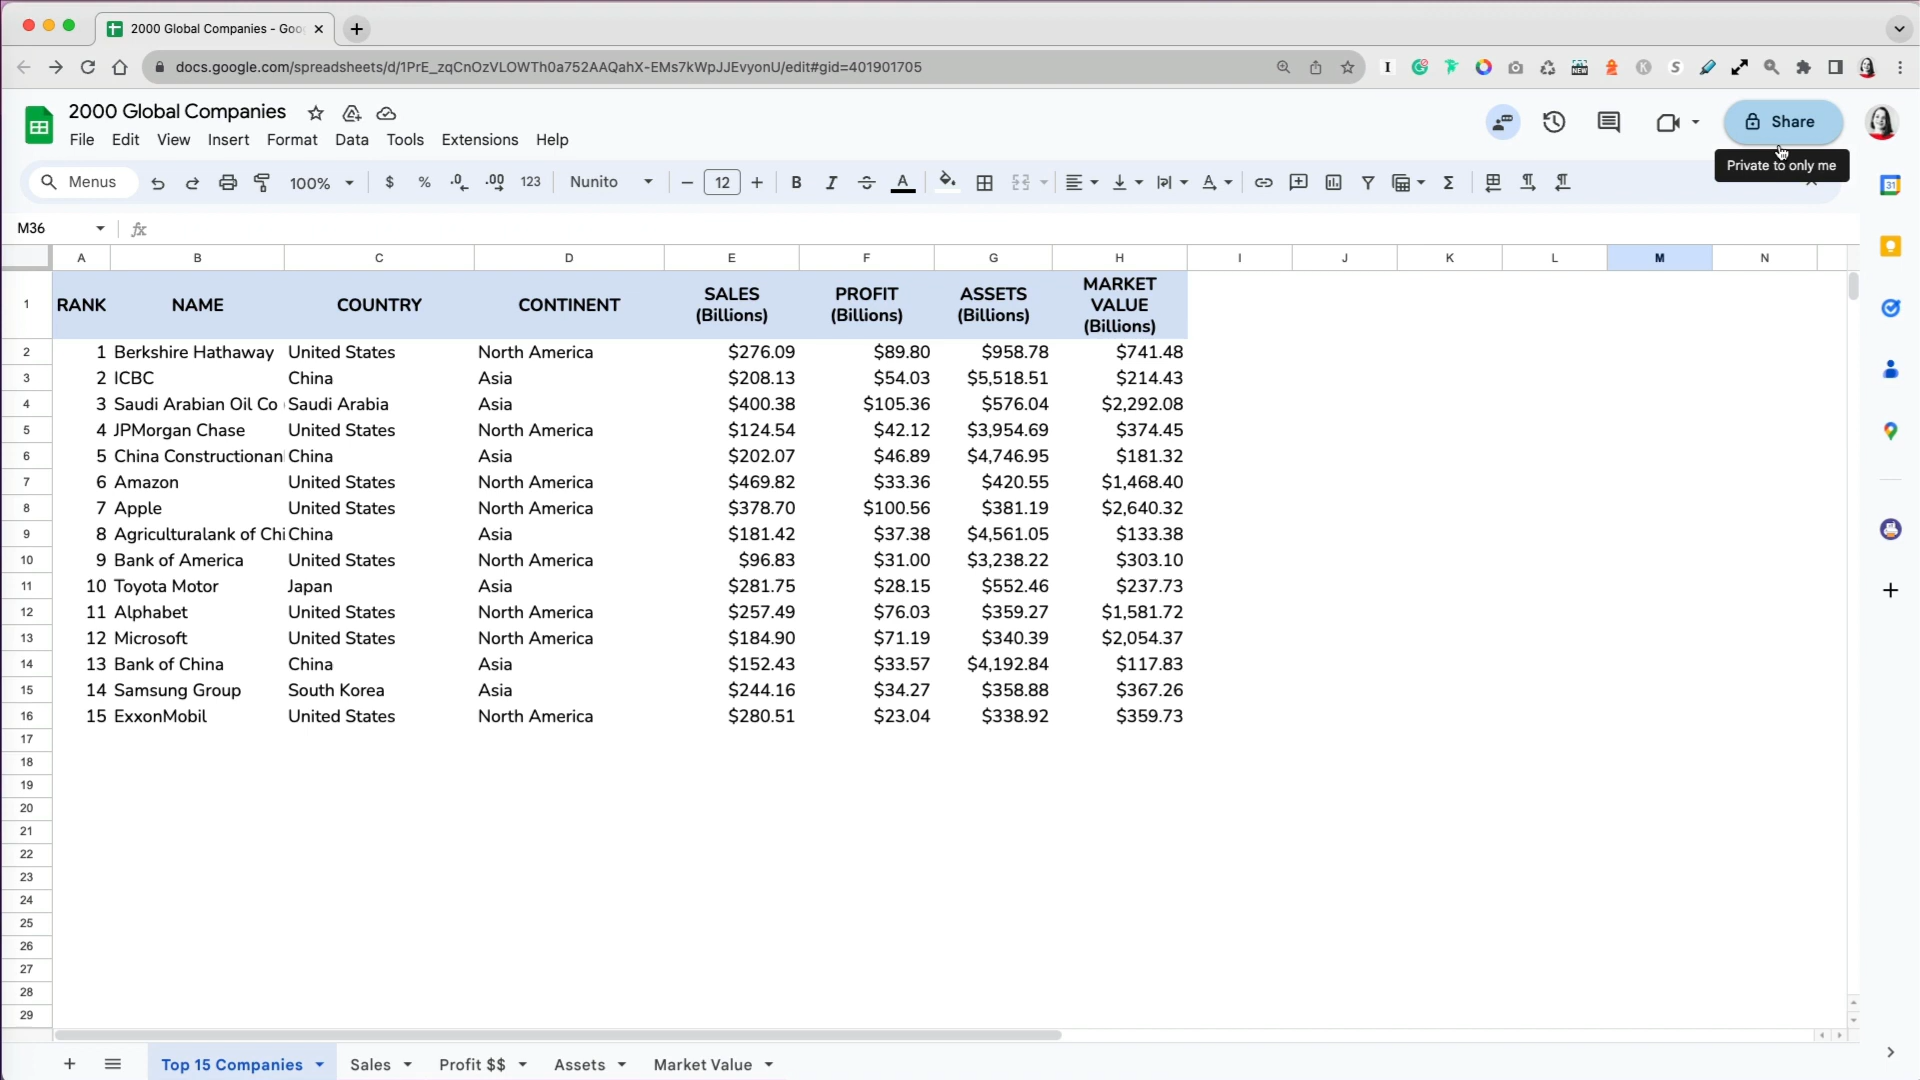 2000 Global Companies - Goo
docs.google.com/spreadsheets/d/1PrE_zqCnOzVLOWTh0a752AAQahX-EMs7kWpJJEvyonU/edit#gid=401901705
2000 Global Companies
File Edit View Insert Format Data Tools Extensions Help
Share
Private to only me
Menus 100% $ % .0 .00 123 Nunito 12 B I A
M36 fx
A B C D E F G H I J K L M N
1 RANK NAME COUNTRY CONTINENT SALES (Billions) PROFIT (Billions) ASSETS (Billions) MARKET VALUE (Billions)
2 1 Berkshire Hathaway United States North America $276.09 $89.80 $958.78 $741.48
3 2 ICBC China Asia $208.13 $54.03 $5,518.51 $214.43
4 3 Saudi Arabian Oil Co Saudi Arabia Asia $400.38 $105.36 $576.04 $2,292.08
5 4 JPMorgan Chase United States North America $124.54 $42.12 $3,954.69 $374.45
6 5 China Constructionan China Asia $202.07 $46.89 $4,746.95 $181.32
7 6 Amazon United States North America $469.82 $33.36 $420.55 $1,468.40
8 7 Apple United States North America $378.70 $100.56 $381.19 $2,640.32
9 8 Agriculturalank of Chi China Asia $181.42 $37.38 $4,561.05 $133.38
10 9 Bank of America United States North America $96.83 $31.00 $3,238.22 $303.10
11 10 Toyota Motor Japan Asia $281.75 $28.15 $552.46 $237.73
12 11 Alphabet United States North America $257.49 $76.03 $359.27 $1,581.72
13 12 Microsoft United States North America $184.90 $71.19 $340.39 $2,054.37
14 13 Bank of China China Asia $152.43 $33.57 $4,192.84 $117.83
15 14 Samsung Group South Korea Asia $244.16 $34.27 $358.88 $367.26
16 15 ExxonMobil United States North America $280.51 $23.04 $338.92 $359.73
17
18
19
20
21
22
23
24
25
26
27
28
29
Top 15 Companies Sales Profit $$ Assets Market Value